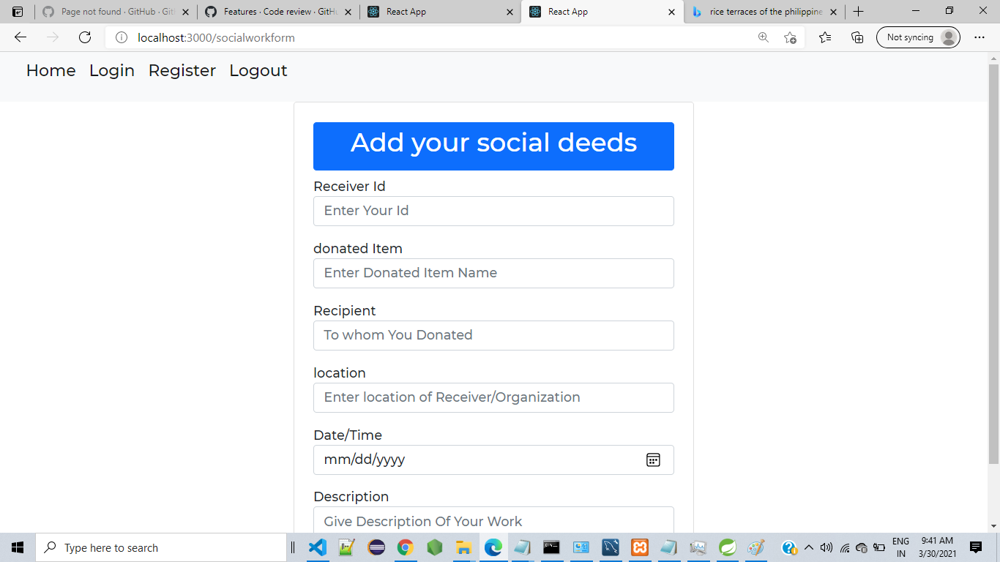 Page not found · GitHub · Git
Features · Code review · GitHu
React App
React App
rice terraces of the philippine
localhost:3000/socialworkform
Not syncing
Home Login Register Logout
Add your social deeds
Receiver Id
Enter Your Id
donated Item
Enter Donated Item Name
Recipient
To whom You Donated
location
Enter location of Receiver/Organization
Date/Time
mm/dd/yyyy
Description
Give Description Of Your Work
Type here to search
ENG
IN
9:41 AM
3/30/2021